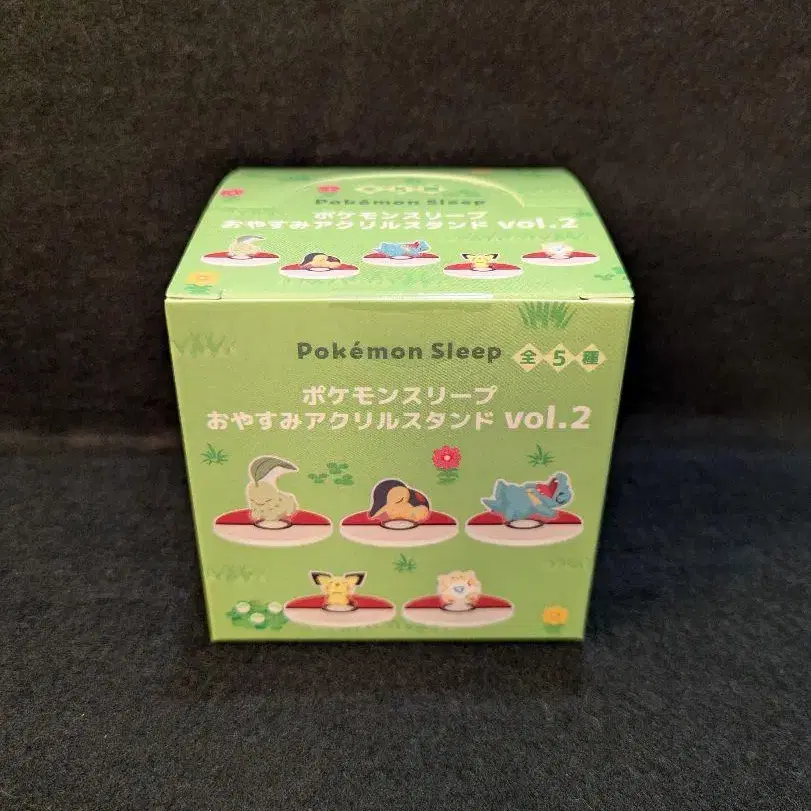 Pokémon Sleep
ポケモンスリープ
おやすみアクリルスタンド vol.2
Pokémon Sleep 全5種
ポケモンスリープ
おやすみアクリルスタンド vol.2